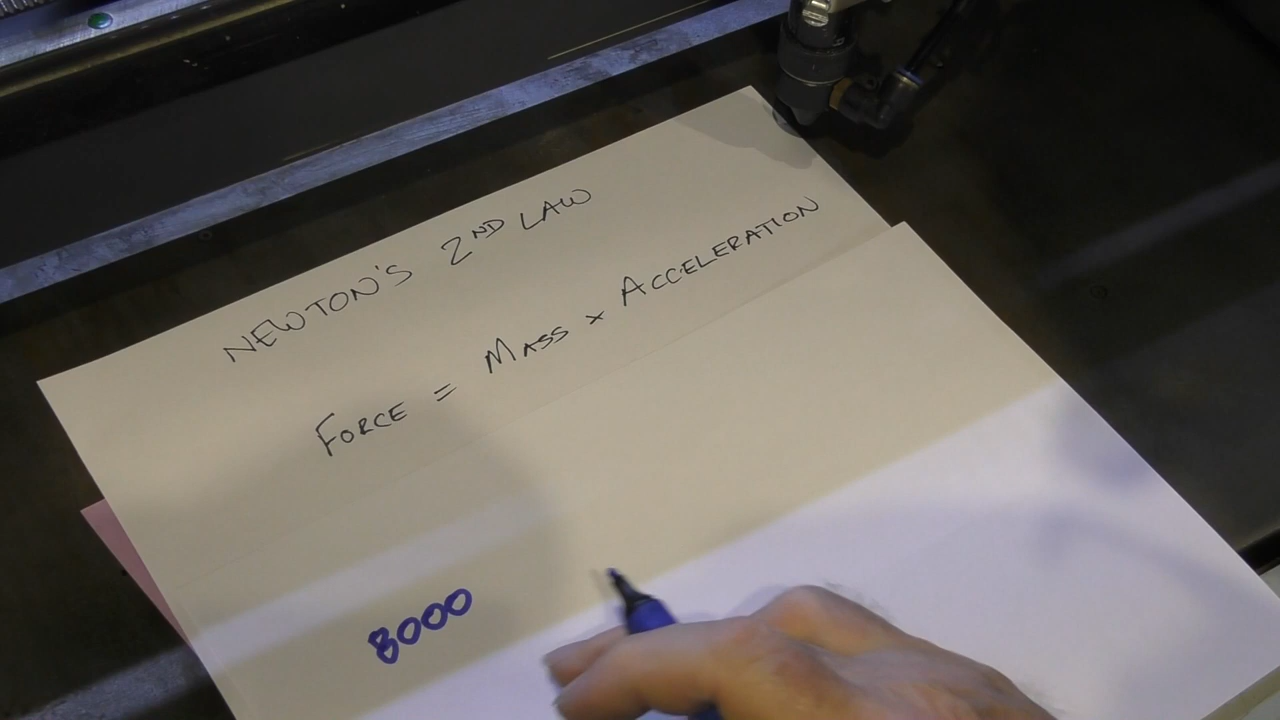 NEWTON'S 2ND LAW
FORCE = MASS × ACCELERATION
8000